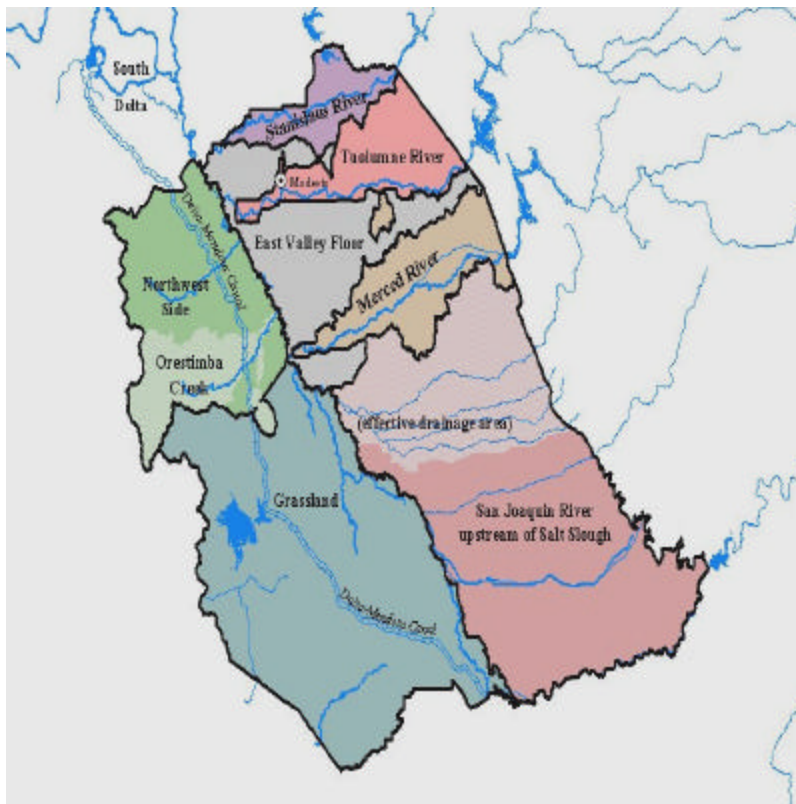 South
Delta
Stanislaus River
Tuolumne River
Modesto
Delta-Mendota Canal
East Valley Floor
Northwest
Side
Merced River
Orestimba
Creek
(effective drainage area)
Grassland
San Joaquin River
upstream of Salt Slough
Delta-Mendota Canal